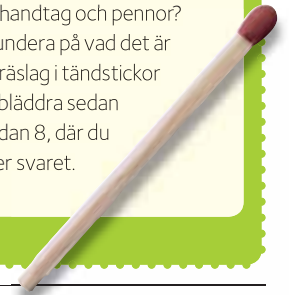 handtag och pennor?
undera på vad det är
räslag i tändstickor
bläddra sedan
dan 8, där du
er svaret.